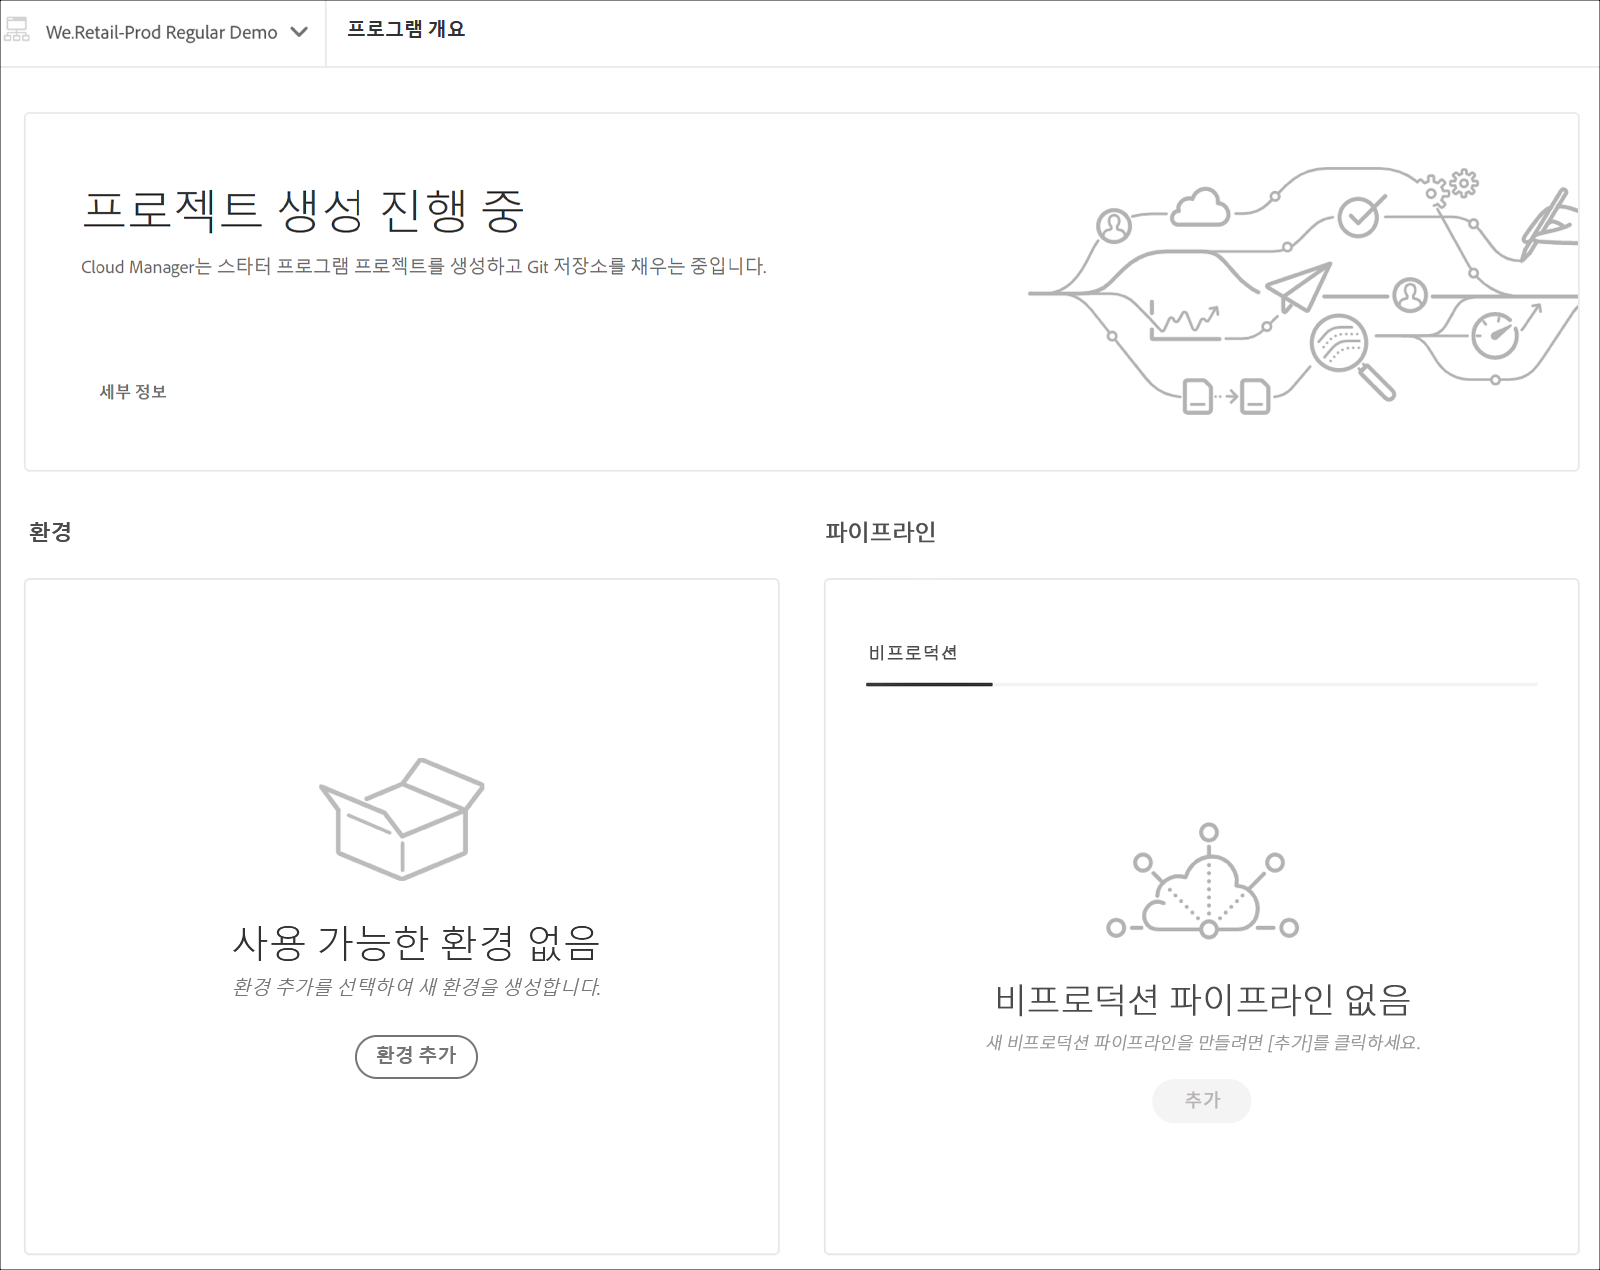 We.Retail-Prod Regular Demo
프로그램 개요
프로젝트 생성 진행 중
Cloud Manager는 스타터 프로그램 프로젝트를 생성하고 Git 저장소를 채우는 중입니다.
세부 정보
환경
사용 가능한 환경 없음
환경 추가를 선택하여 새 환경을 생성합니다.
환경 추가
파이프라인
비프로덕션
비프로덕션 파이프라인 없음
새 비프로덕션 파이프라인을 만들려면 [추가]를 클릭하세요.
추가